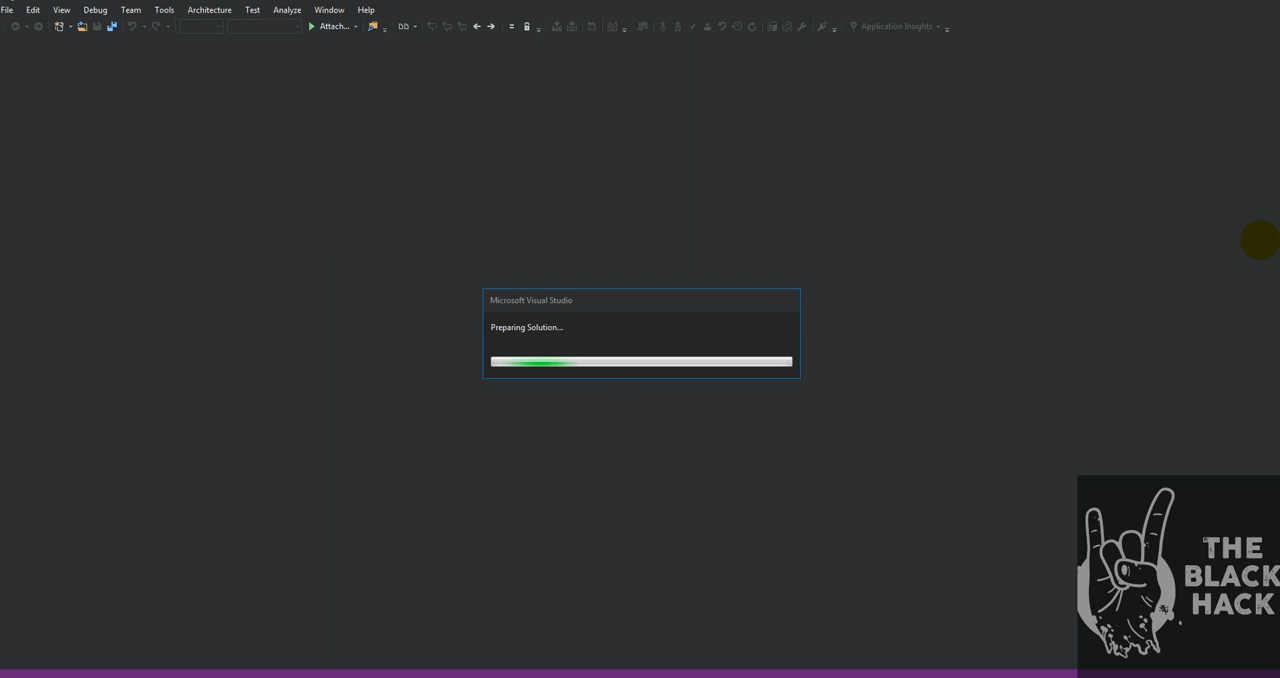 File Edit View Debug Team Tools Architecture Test Analyze Window Help
Attach... Application Insights
Microsoft Visual Studio
Preparing Solution...
THE
BLACK
HACK